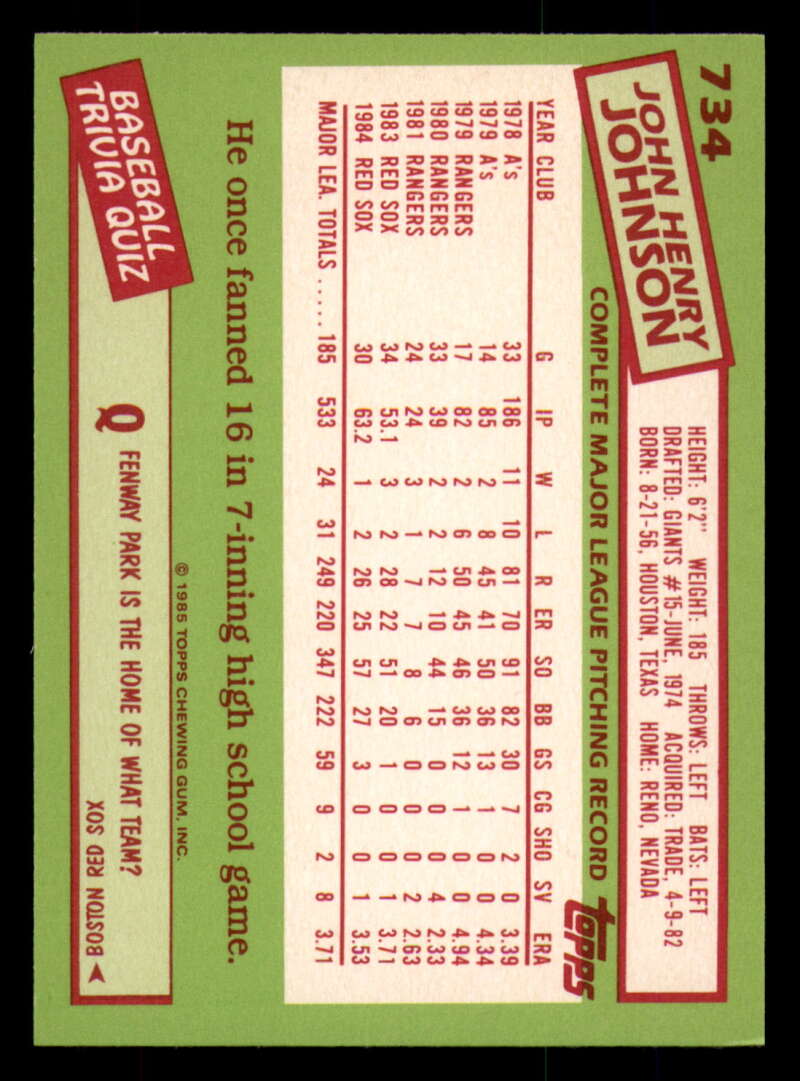 734
JOHN HENRY
JOHNSON
HEIGHT: 6'2" WEIGHT: 185 THROWS: LEFT BATS: LEFT
DRAFTED: GIANTS #15-JUNE, 1974 ACQUIRED: TRADE, 4-9-82
BORN: 8-21-56, HOUSTON, TEXAS HOME: RENO, NEVADA
COMPLETE MAJOR LEAGUE PITCHING RECORD topps
YEAR CLUB G IP W L R ER SO BB GS CG SHO SV ERA
1978 A's 33 186 11 10 81 70 91 82 30 7 2 0 3.39
1979 A's 14 85 2 8 45 41 50 36 13 1 0 0 4.34
1979 RANGERS 17 82 2 6 50 45 46 36 12 1 0 0 4.94
1980 RANGERS 33 39 2 2 12 10 44 15 0 0 0 4 2.33
1981 RANGERS 24 24 3 1 7 7 8 6 0 0 0 2 2.63
1983 RED SOX 34 53.1 3 2 28 22 51 20 1 0 0 1 3.71
1984 RED SOX 30 63.2 1 2 26 25 57 27 3 0 0 1 3.53
MAJOR LEA. TOTALS ..... 185 533 24 31 249 220 347 222 59 9 2 8 3.71
He once fanned 16 in 7-inning high school game.
© 1985 TOPPS CHEWING GUM, INC.
BASEBALL
TRIVIA QUIZ
Q FENWAY PARK IS THE HOME OF WHAT TEAM?
BOSTON RED SOX